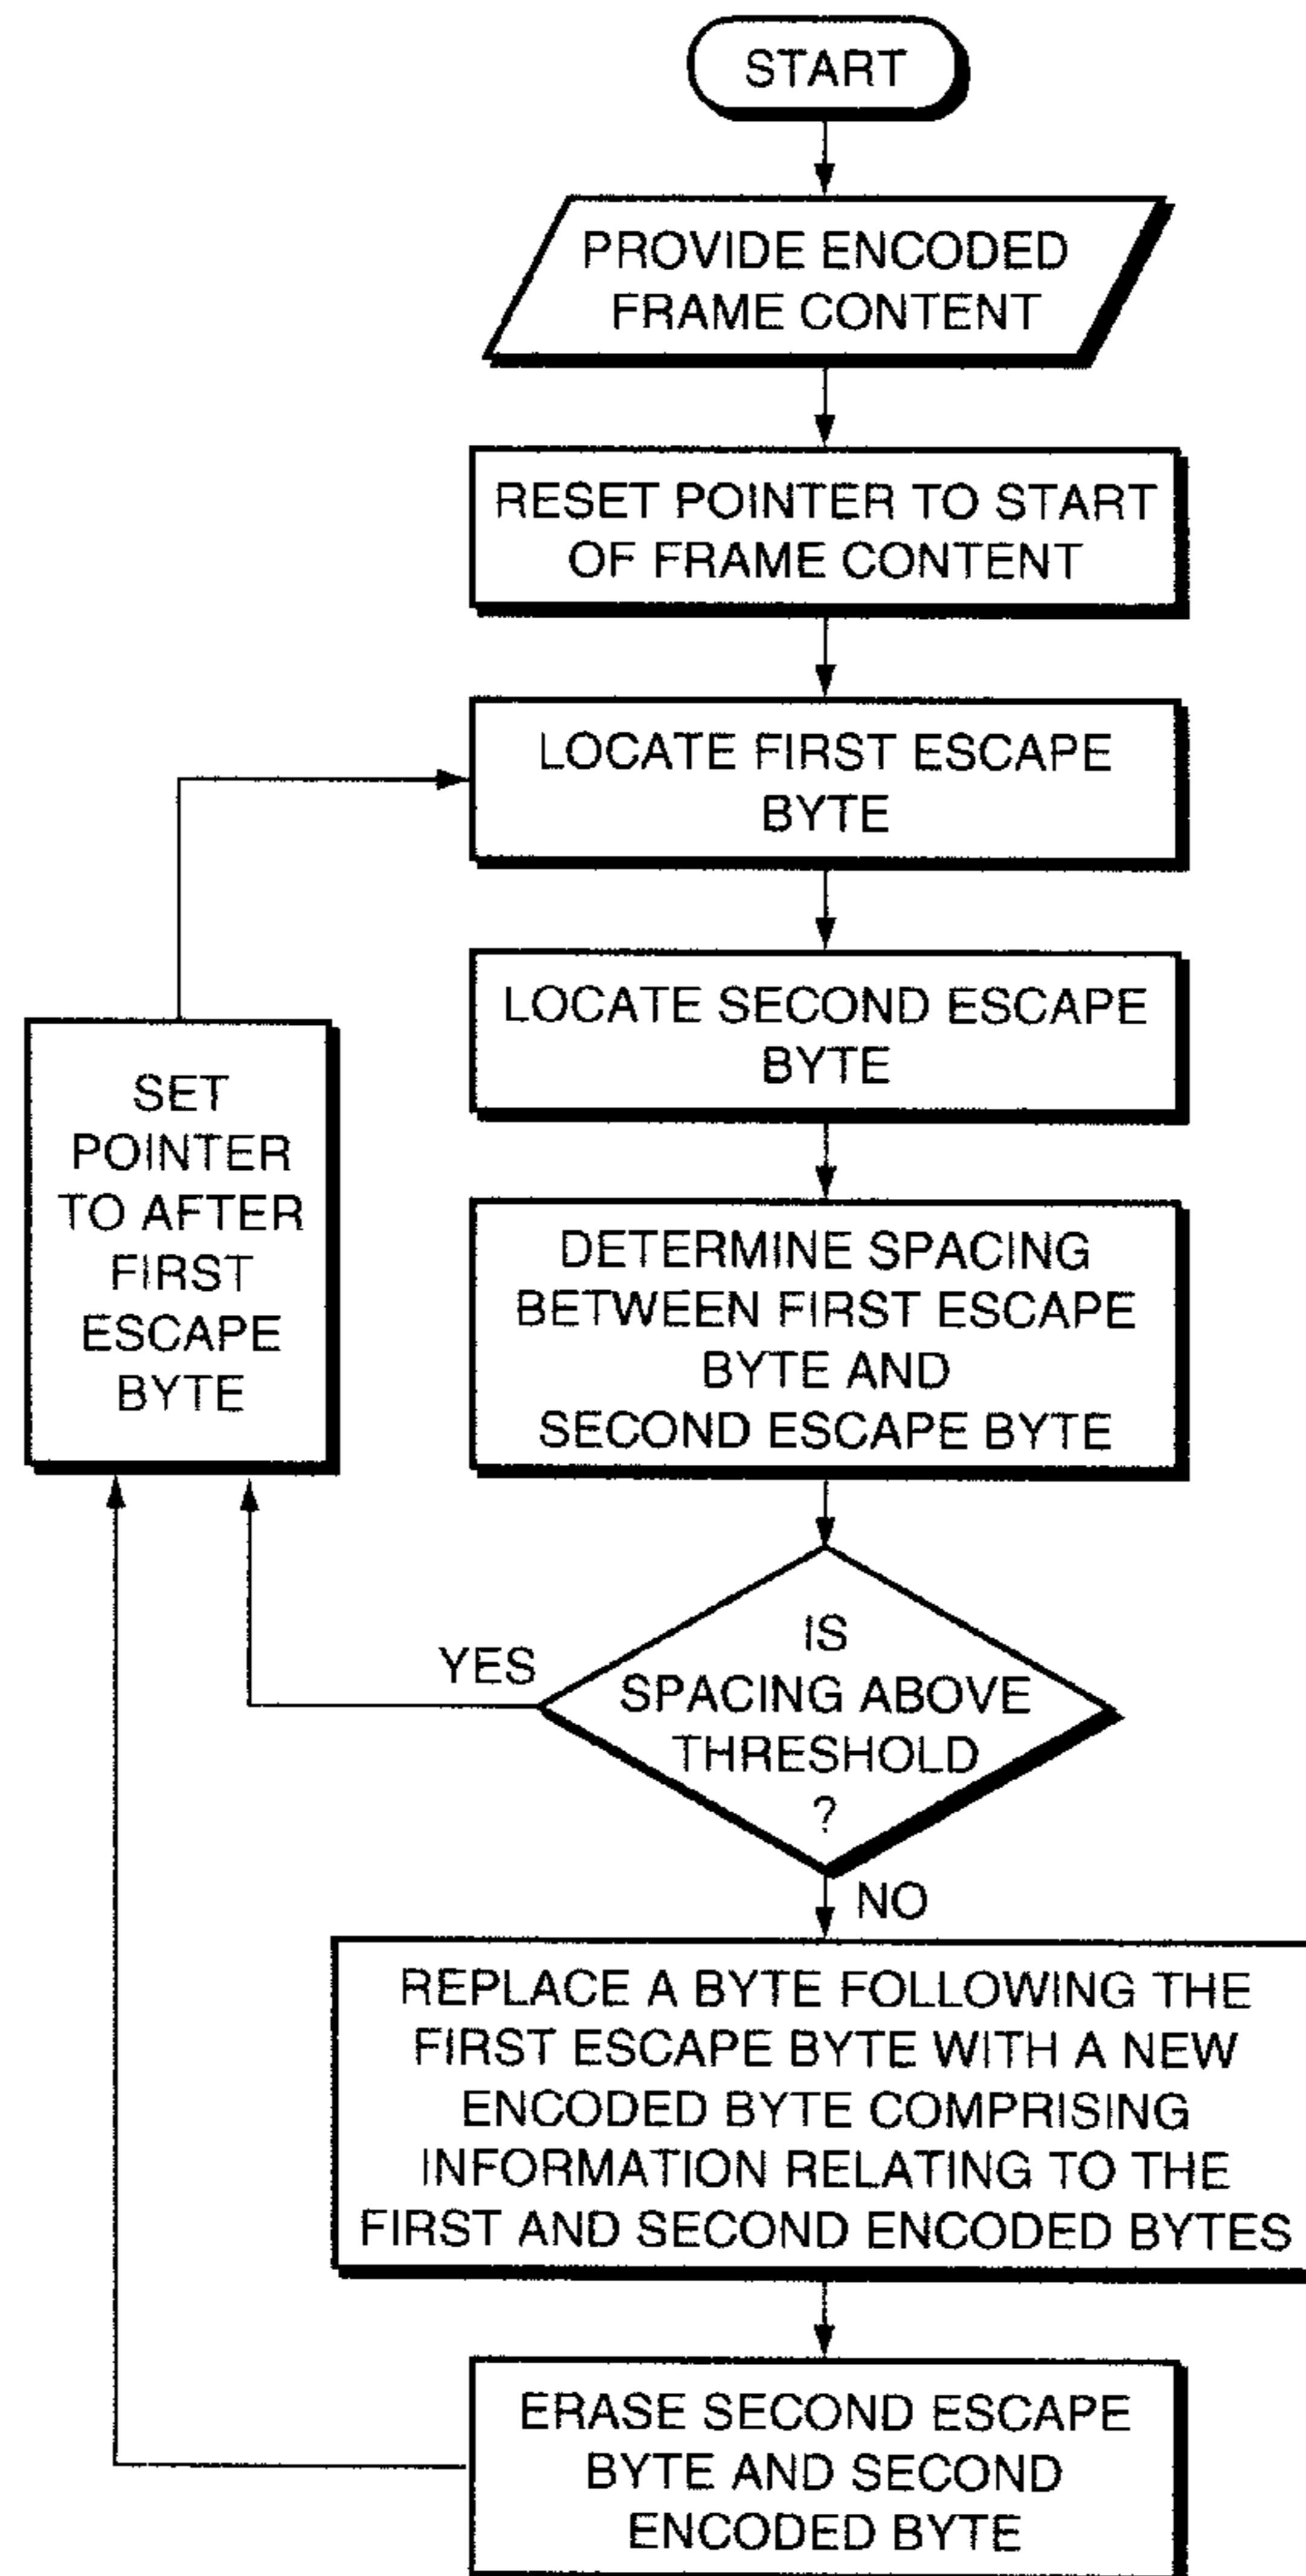 START
PROVIDE ENCODED
FRAME CONTENT
RESET POINTER TO START
OF FRAME CONTENT
LOCATE FIRST ESCAPE
BYTE
LOCATE SECOND ESCAPE
BYTE
SET
POINTER
TO AFTER
FIRST
ESCAPE
BYTE
DETERMINE SPACING
BETWEEN FIRST ESCAPE
BYTE AND
SECOND ESCAPE BYTE
IS
SPACING ABOVE
THRESHOLD
?
YES
NO
REPLACE A BYTE FOLLOWING THE
FIRST ESCAPE BYTE WITH A NEW
ENCODED BYTE COMPRISING
INFORMATION RELATING TO THE
FIRST AND SECOND ENCODED BYTES
ERASE SECOND ESCAPE
BYTE AND SECOND
ENCODED BYTE